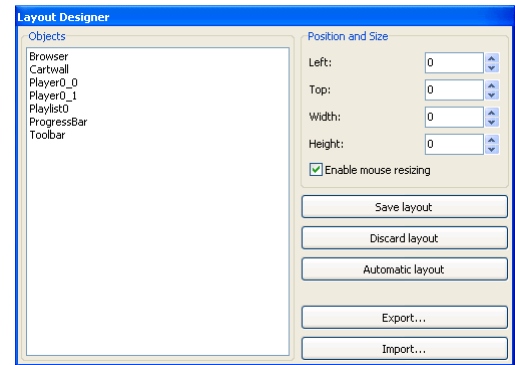 Layout Designer
Objects
Browser
Cartwall
Player0_0
Player0_1
Playlist0
ProgressBar
Toolbar
Position and Size
Left: 0
Top: 0
Width: 0
Height: 0
Enable mouse resizing
Save layout
Discard layout
Automatic layout
Export...
Import...